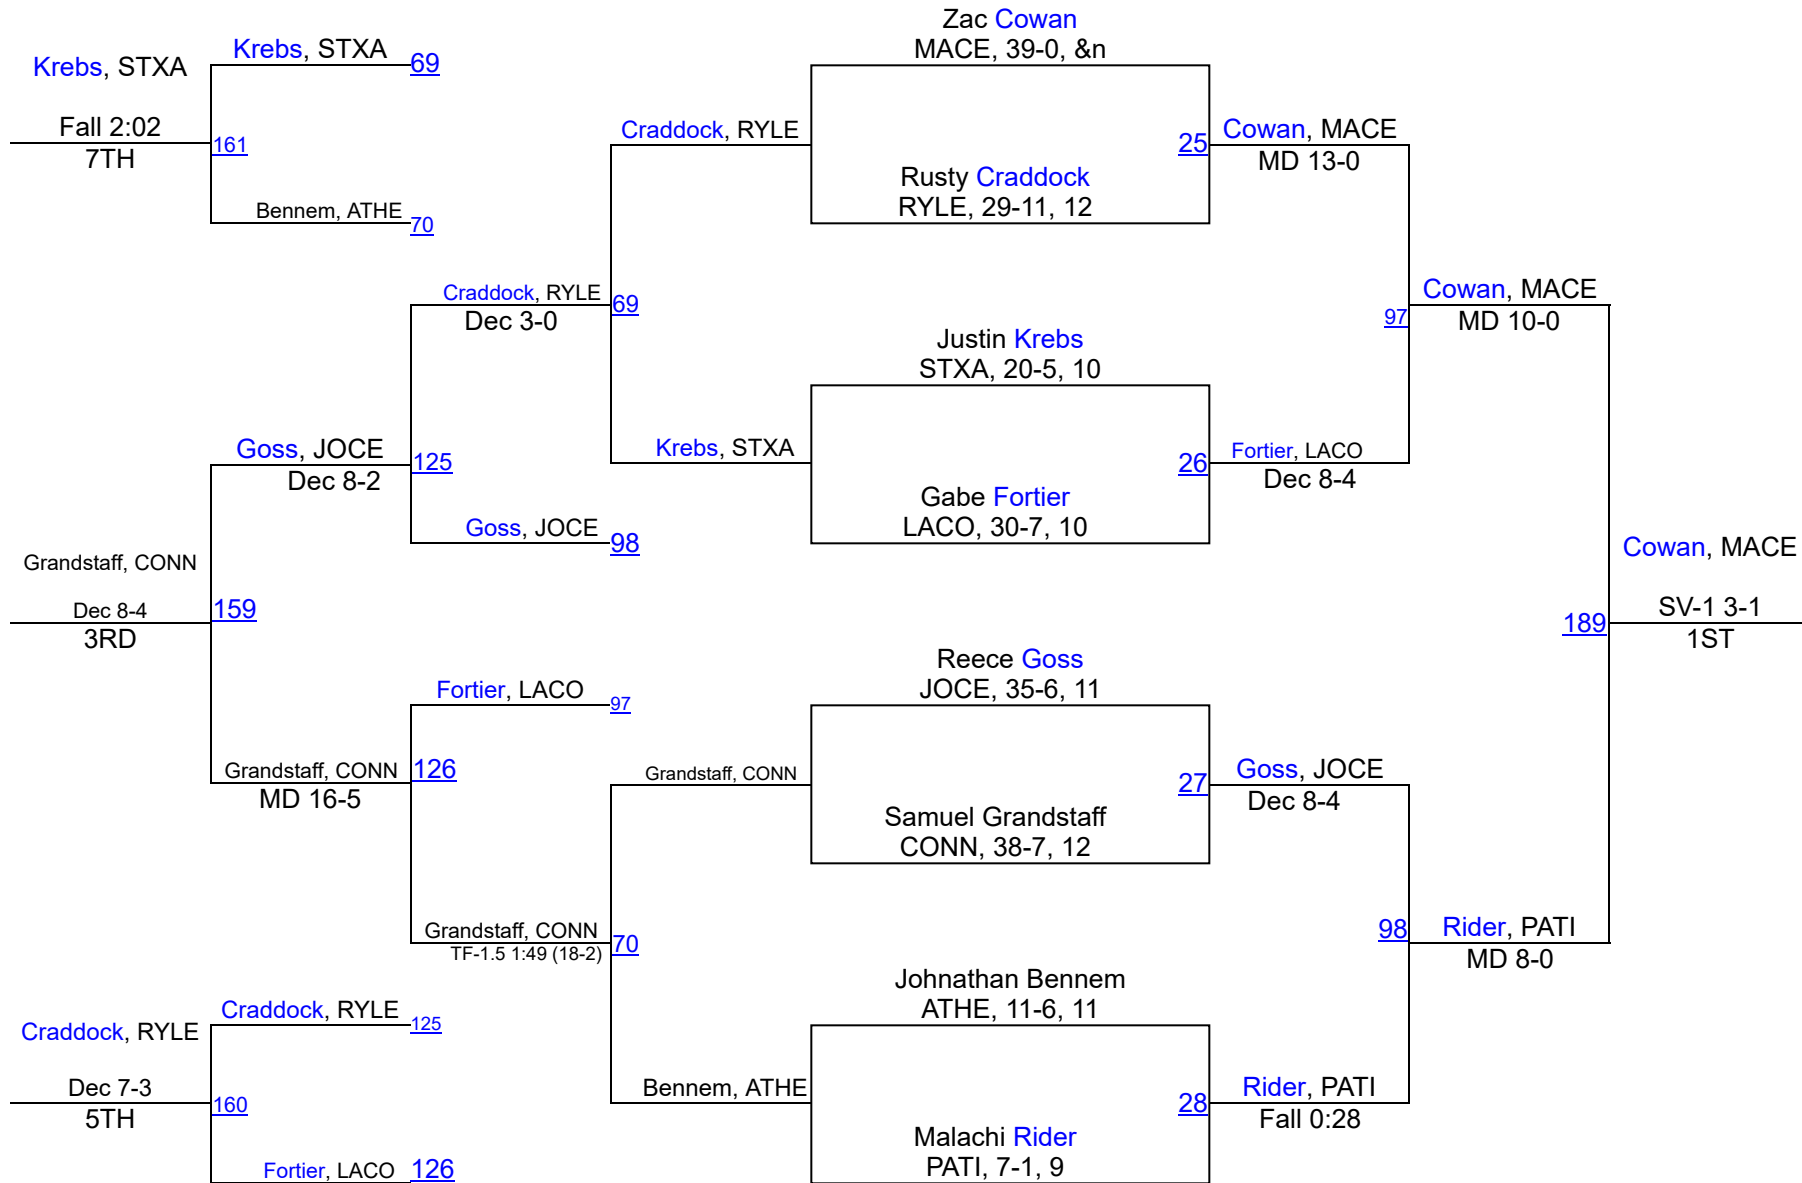 Zac Cowan
MACE, 39-0, &n
Krebs, STXA
Krebs, STXA
69
Fall 2:02
7TH
161
Bennem, ATHE
70
Craddock, RYLE
25
Cowan, MACE
MD 13-0
Rusty Craddock
RYLE, 29-11, 12
Craddock, RYLE
Dec 3-0
69
97
Cowan, MACE
MD 10-0
Justin Krebs
STXA, 20-5, 10
Goss, JOCE
Dec 8-2
125
Krebs, STXA
26
Fortier, LACO
Dec 8-4
Gabe Fortier
LACO, 30-7, 10
Goss, JOCE
98
Grandstaff, CONN
Dec 8-4
3RD
159
Cowan, MACE
189
SV-1 3-1
1ST
Reece Goss
JOCE, 35-6, 11
Fortier, LACO
97
Grandstaff, CONN
MD 16-5
126
Grandstaff, CONN
27
Goss, JOCE
Dec 8-4
Samuel Grandstaff
CONN, 38-7, 12
Grandstaff, CONN
TF-1.5 1:49 (18-2)
70
98
Rider, PATI
MD 8-0
Johnathan Bennem
ATHE, 11-6, 11
Craddock, RYLE
Craddock, RYLE
125
Dec 7-3
5TH
160
Bennem, ATHE
28
Rider, PATI
Fall 0:28
Malachi Rider
PATI, 7-1, 9
Fortier, LACO
126